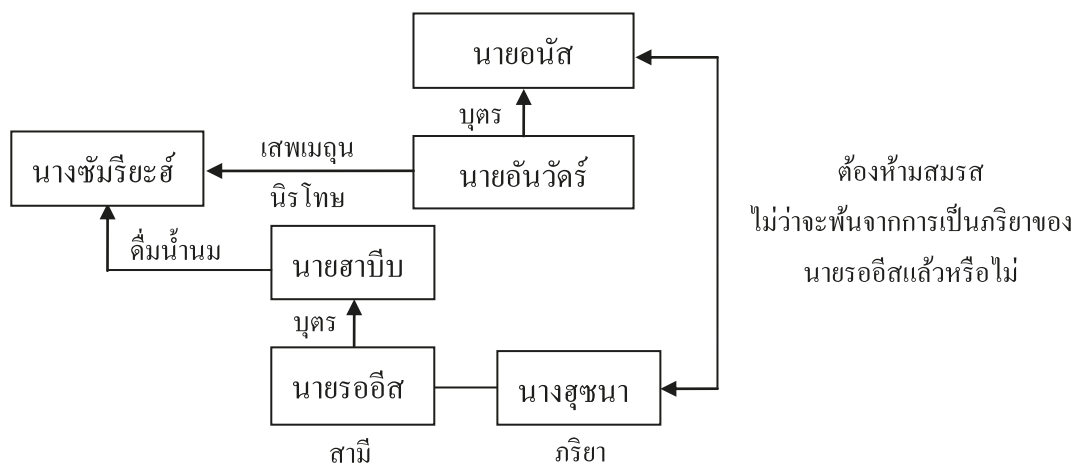 นายอนัส
บุตร
นางซัมรียะฮ์
เสพเมถุน
นิรโทษ
นายอันวัดร์
ดื่มน้ำนม
นายฮาบีบ
บุตร
นายรออีส
สามี
นางฮุซนา
ภริยา
ต้องห้ามสมรส
ไม่ว่าจะพ้นจากการเป็นภริยาของ
นายรออีสแล้วหรือไม่